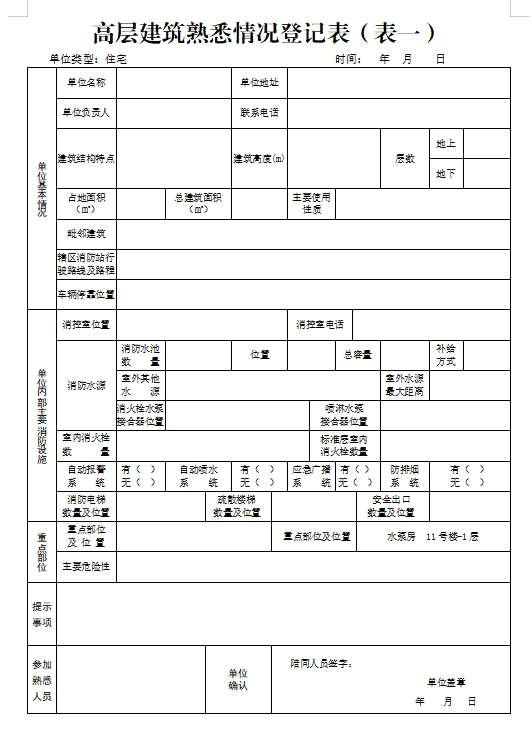 高层建筑熟悉情况登记表（表一）
单位类型：住宅 时间： 年 月 日
单位基本情况
单位名称 单位地址
单位负责人 联系电话
建筑结构特点 建筑高度(m) 层数 地上
地下
占地面积 总建筑面积 主要使用
（㎡） （㎡） 性质
毗邻建筑
辖区消防站行
驶路线及路程
车辆停靠位置
单位内部主要消防设施
消控室位置 消控室电话
消防水源
消防水池 位置 总容量 补给
数 量 方式
室外其他 室外水源
水 源 最大距离
消火栓水泵 喷淋水泵
接合器位置 接合器位置
室内消火栓 标准层室内
数 量 消火栓数量
自动报警 有（ ） 自动喷水 有（ ） 应急广播 有（ ） 防排烟 有（ ）
系 统 无（ ） 系 统 无（ ） 系 统 无（ ） 系 统 无（ ）
消防电梯 疏散楼梯 安全出口
数量及位置 数量及位置 数量及位置
重点部位
重点部位 重点部位及位置 水泵房 11号楼-1层
及 位 置
主要危险性
提示
事项
参加
熟悉
人员
单位
确认
陪同人员签字：
单位盖章
年 月 日